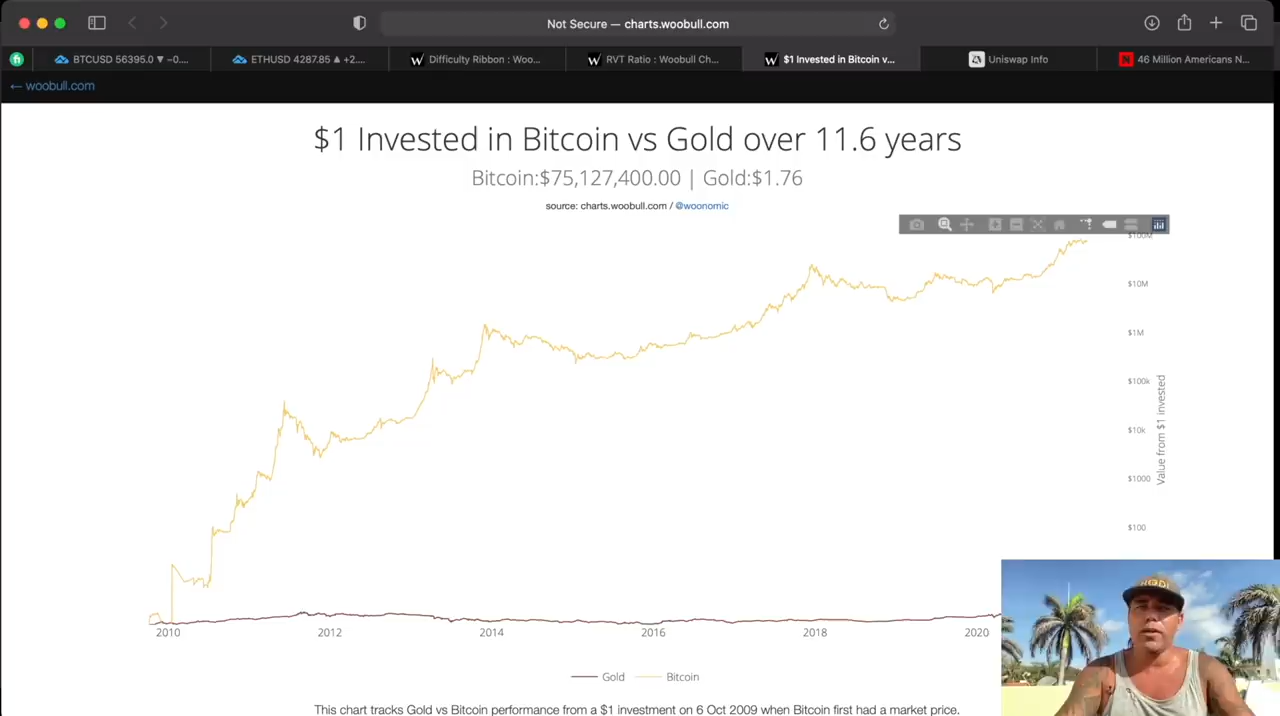 Not Secure — charts.woobull.com
BTCUSD 56395.0 ▼ −0....
ETHUSD 4287.85 ▲ +2....
W Difficulty Ribbon : Woo...
W RVT Ratio : Woobull Ch...
W $1 Invested in Bitcoin v...
Uniswap Info
N 46 Million Americans N...
← woobull.com
$1 Invested in Bitcoin vs Gold over 11.6 years
Bitcoin:$75,127,400.00 | Gold:$1.76
source: charts.woobull.com / @woonomic
$100M
$10M
$1M
$100k
$10k
$1000
$100
Value from $1 invested
2010
2012
2014
2016
2018
2020
Gold
Bitcoin
This chart tracks Gold vs Bitcoin performance from a $1 investment on 6 Oct 2009 when Bitcoin first had a market price.